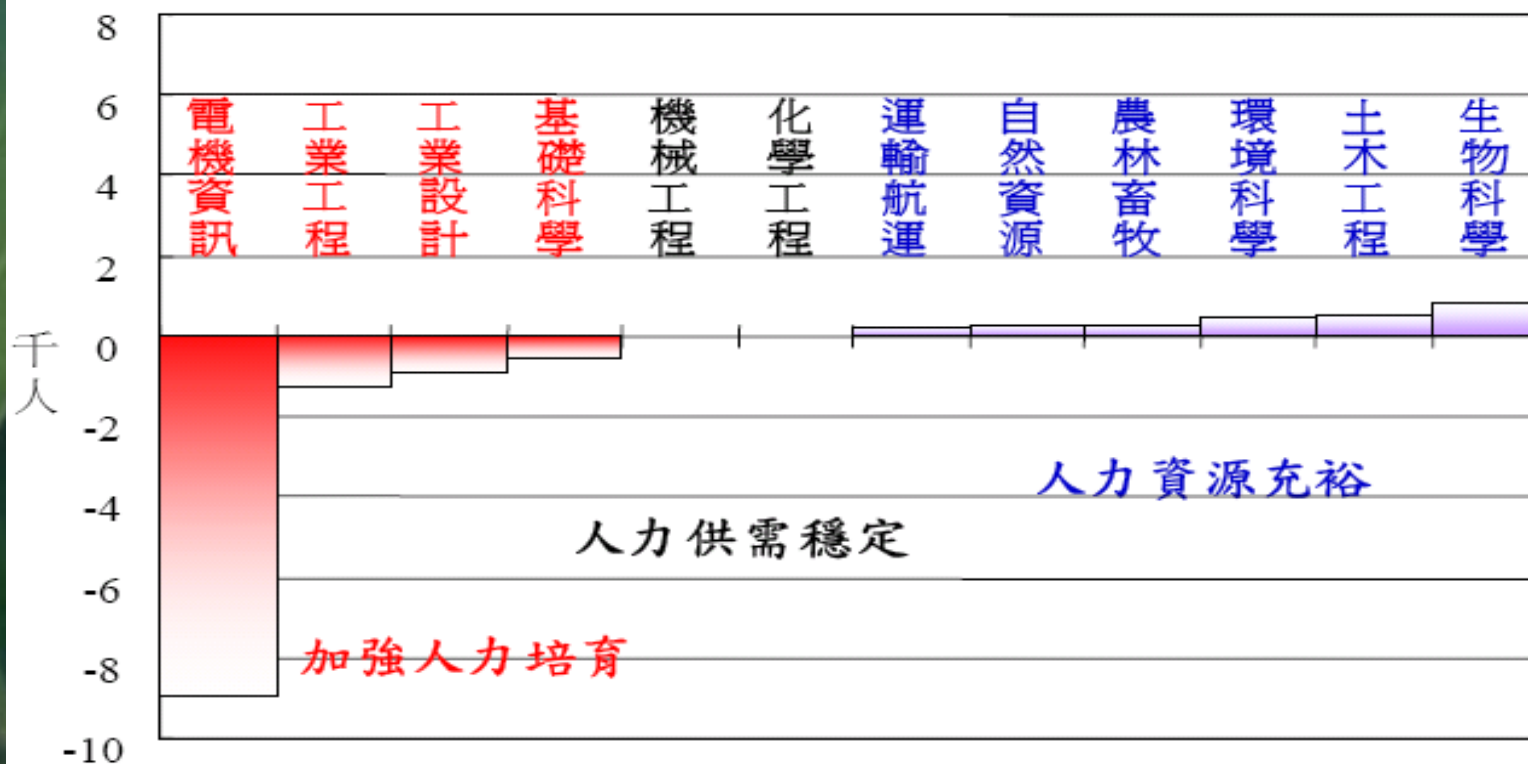 8
6
4
2
0
-2
-4
-6
-8
-10
千人
電機資訊
工業工程
工業設計
基礎科學
機械工程
化學工程
運輸航運
自然資源
農林畜牧
環境科學
土木工程
生物科學
人力資源充裕
人力供需穩定
加強人力培育